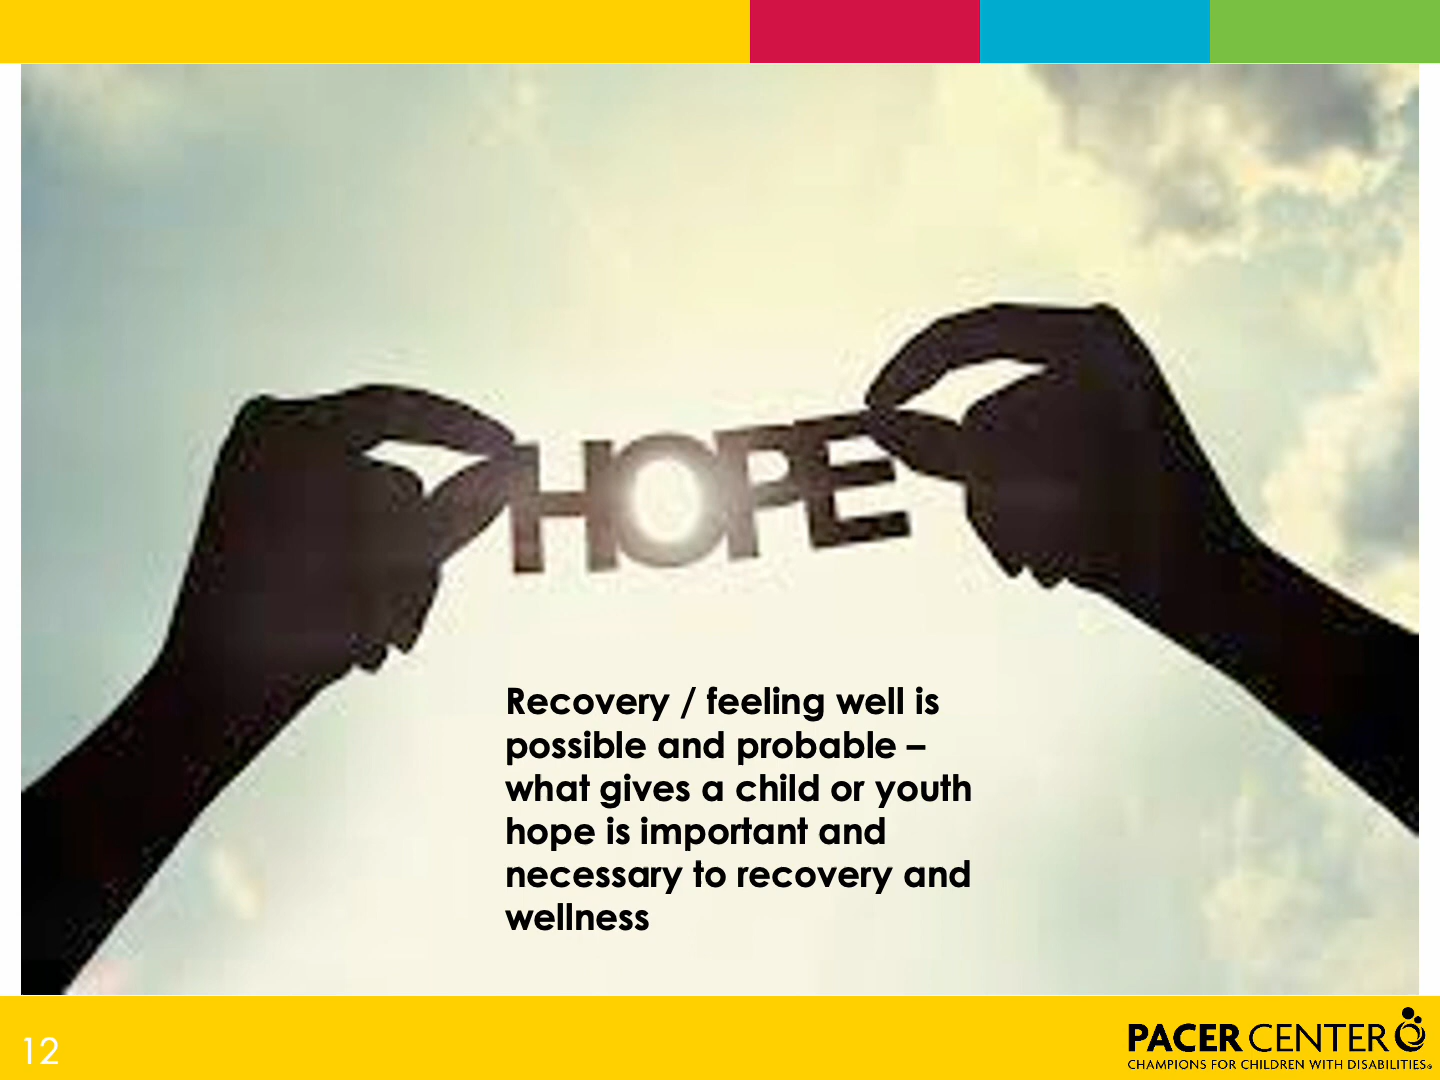 HOPE
Recovery / feeling well is
possible and probable –
what gives a child or youth
hope is important and
necessary to recovery and
wellness
12
PACER CENTER
CHAMPIONS FOR CHILDREN WITH DISABILITIES®